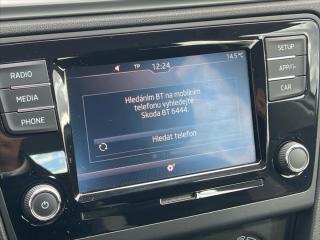 TP
12:24
14.5°C
RADIO
MEDIA
PHONE
SETUP
APP/
CAR
Hledáním BT na mobilním
telefonu vyhledejte
Skoda BT 6444.
Hledat telefon